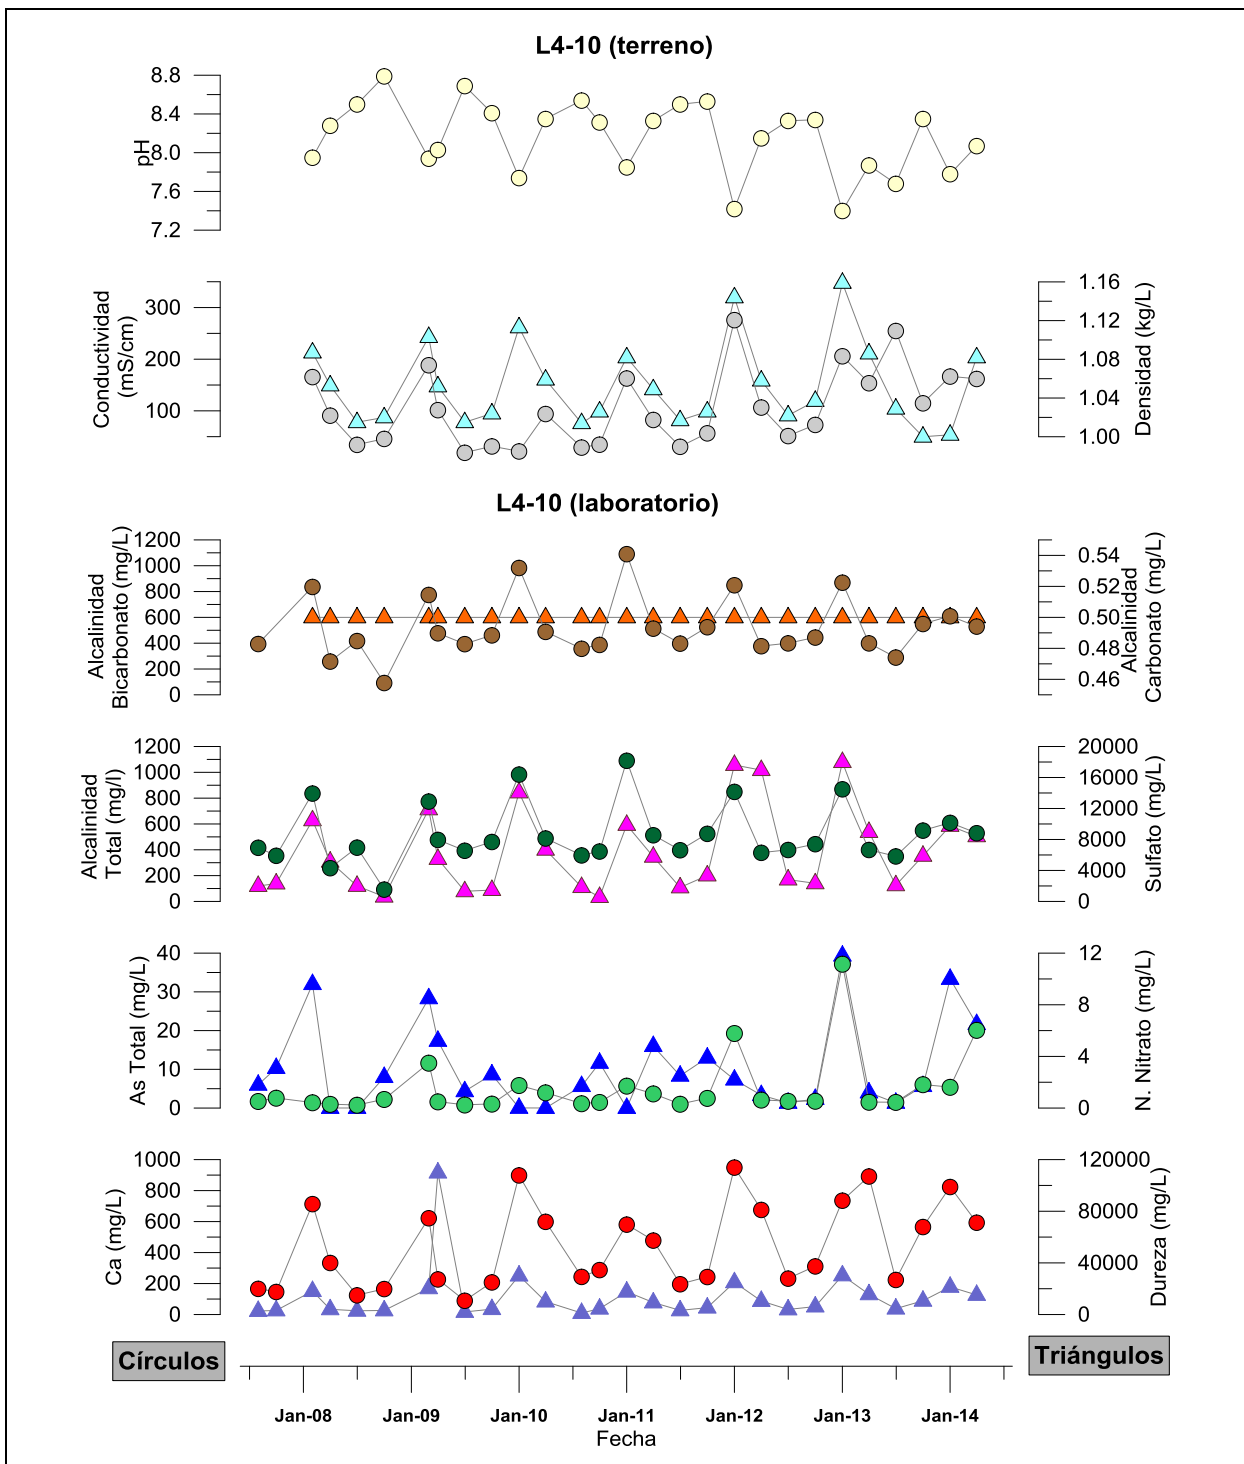 L4-10 (terreno)
8.8
8.4
8.0
7.6
7.2
pH
300
200
100
Conductividad
(mS/cm)
1.16
1.12
1.08
1.04
1.00
Densidad (kg/L)
L4-10 (laboratorio)
1200
1000
800
600
400
200
0
Alcalinidad
Bicarbonato (mg/L)
0.54
0.52
0.50
0.48
0.46
Alcalinidad
Carbonato (mg/L)
1200
1000
800
600
400
200
0
Alcalinidad
Total (mg/l)
20000
16000
12000
8000
4000
0
Sulfato (mg/L)
40
30
20
10
0
As Total (mg/L)
12
8
4
0
N. Nitrato (mg/L)
1000
800
600
400
200
0
Ca (mg/L)
120000
80000
40000
0
Dureza (mg/L)
Círculos
Triángulos
Jan-08 Jan-09 Jan-10 Jan-11 Jan-12 Jan-13 Jan-14
Fecha